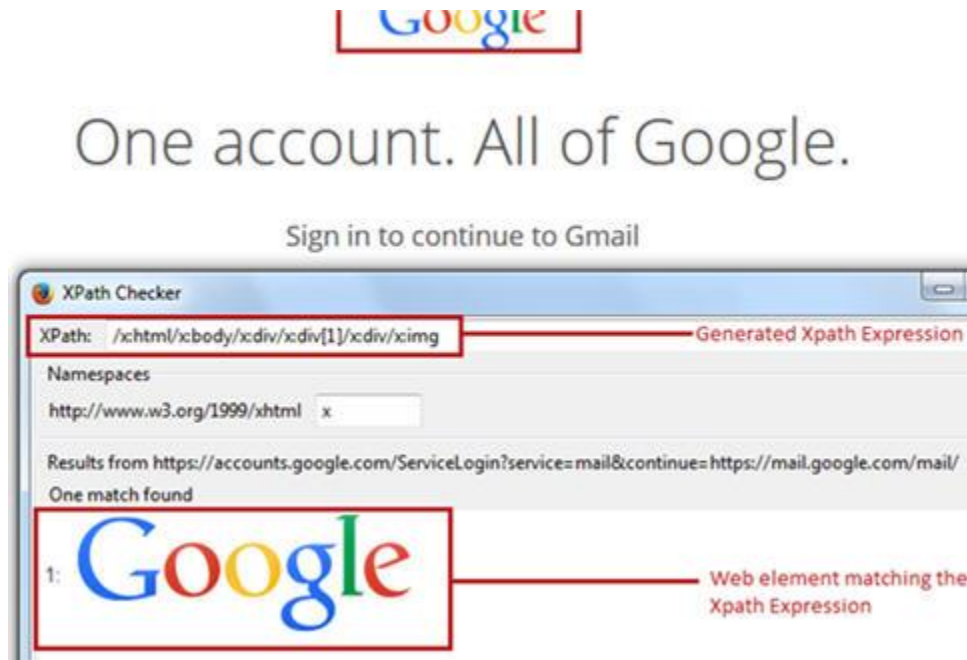 Google
One account. All of Google.
Sign in to continue to Gmail
XPath Checker
XPath: /x:html/x:body/x:div/x:div[1]/x:div/x:img
Generated Xpath Expression
Namespaces
http://www.w3.org/1999/xhtml x
Results from https://accounts.google.com/ServiceLogin?service=mail&continue=https://mail.google.com/mail/
One match found
1: Google
Web element matching the
Xpath Expression